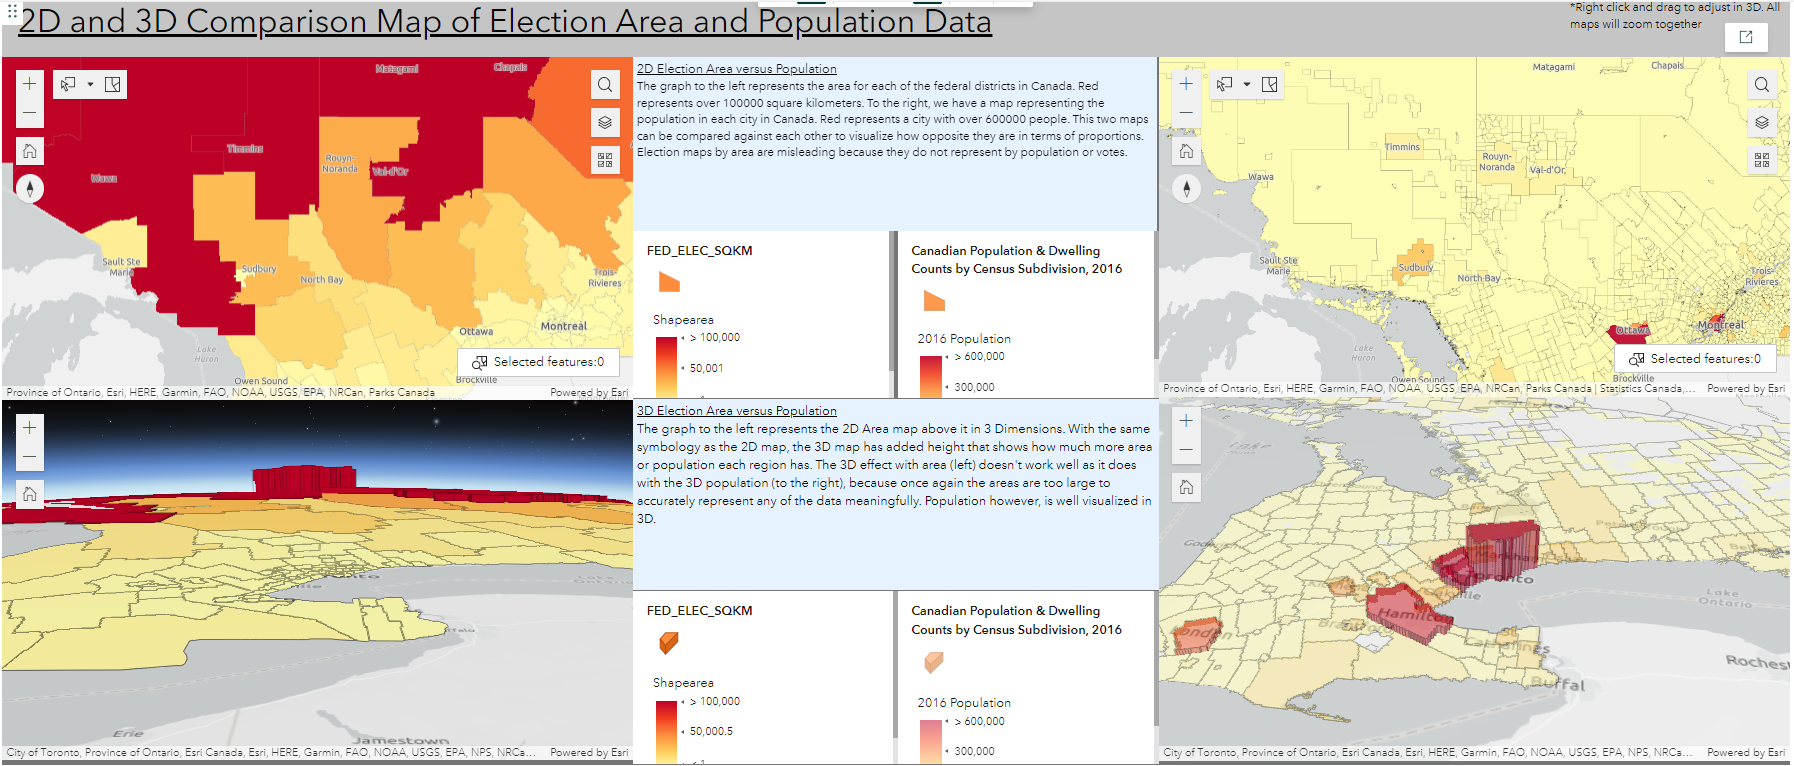 2D and 3D Comparison Map of Election Area and Population Data
*Right click and drag to adjust in 3D. All
maps will zoom together
Matagami
Chapais
Timmins
Rouyn-
Noranda
Val-d'Or
Wawa
Sault Ste
Marie
Sudbury
North Bay
Trois-
Rivieres
Ottawa
Montreal
Lake
Huron
Owen Sound
Brockville
Selected features:0
Province of Ontario, Esri, HERE, Garmin, FAO, NOAA, USGS, EPA, NRCan, Parks Canada
Powered by Esri
2D Election Area versus Population
The graph to the left represents the area for each of the federal districts in Canada. Red
represents over 100000 square kilometers. To the right, we have a map representing the
population in each city in Canada. Red represents a city with over 600000 people. This two maps
can be compared against each other to visualize how opposite they are in terms of proportions.
Election maps by area are misleading because they do not represent by population or votes.
FED_ELEC_SQKM
Shapearea
> 100,000
50,001
Canadian Population & Dwelling
Counts by Census Subdivision, 2016
2016 Population
> 600,000
300,000
Matagami
Chapais
Timmins
Rouyn-
Noranda
Val-d'Or
Wawa
Sault Ste
Marie
Sudbury
North Bay
Trois-
Rivieres
Ottawa
Montreal
Lake
Huron
Owen Sound
Brockville
Selected features:0
Province of Ontario, Esri, HERE, Garmin, FAO, NOAA, USGS, EPA, NRCan, Parks Canada | Statistics Canada,...
Powered by Esri
Lake
Ontario
Erie
Jamestown
City of Toronto, Province of Ontario, Esri Canada, Esri, HERE, Garmin, FAO, NOAA, USGS, EPA, NPS, NRCa...
Powered by Esri
3D Election Area versus Population
The graph to the left represents the 2D Area map above it in 3 Dimensions. With the same
symbology as the 2D map, the 3D map has added height that shows how much more area
or population each region has. The 3D effect with area (left) doesn't work well as it does
with the 3D population (to the right), because once again the areas are too large to
accurately represent any of the data meaningfully. Population however, is well visualized in
3D.
FED_ELEC_SQKM
Shapearea
> 100,000
50,000.5
< 1
Canadian Population & Dwelling
Counts by Census Subdivision, 2016
2016 Population
> 600,000
300,000
Lake
Hamilton
Lake
Ontario
Buffal
Roches
City of Toronto, Province of Ontario, Esri Canada, Esri, HERE, Garmin, FAO, NOAA, USGS, EPA, NPS, NRCa...
Powered by Esri